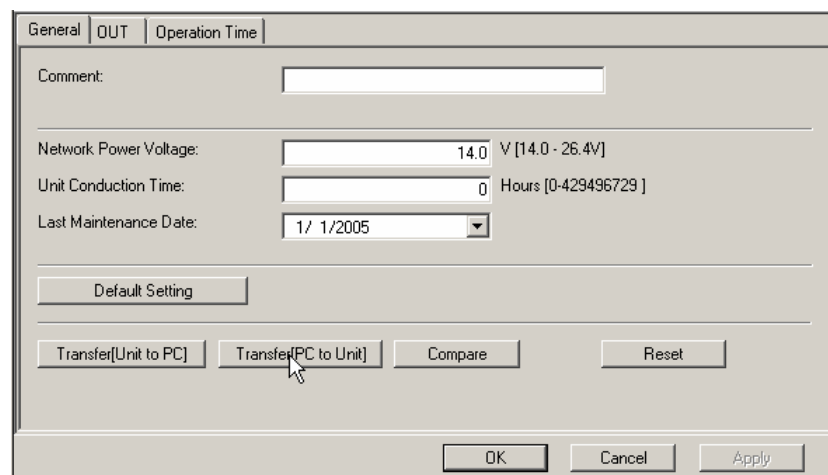 General OUT Operation Time
Comment:
Network Power Voltage: 14.0 V [14.0 - 26.4V]
Unit Conduction Time: 0 Hours [0-429496729 ]
Last Maintenance Date: 1/ 1/2005
Default Setting
Transfer[Unit to PC] Transfer[PC to Unit] Compare Reset
OK Cancel Apply